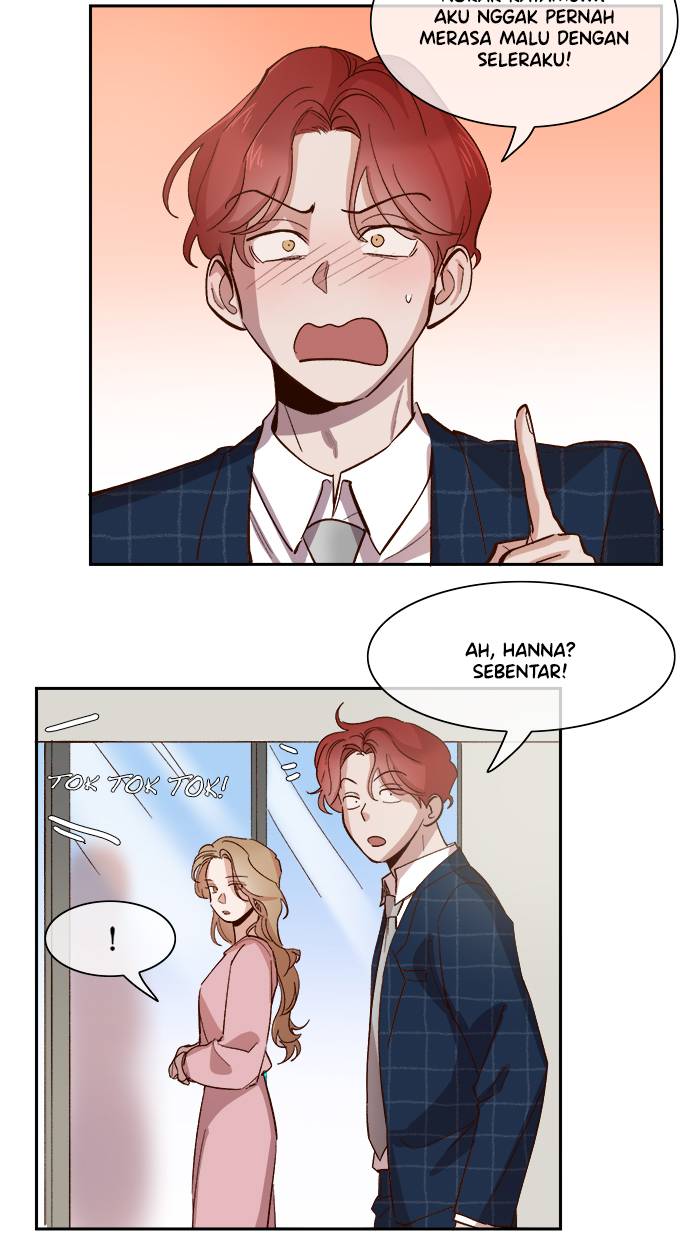 AKU NGGAK PERNAH
MERASA MALU DENGAN
SELERAKU!
AH, HANNA?
SEBENTAR!
TOK TOK TOK!
!